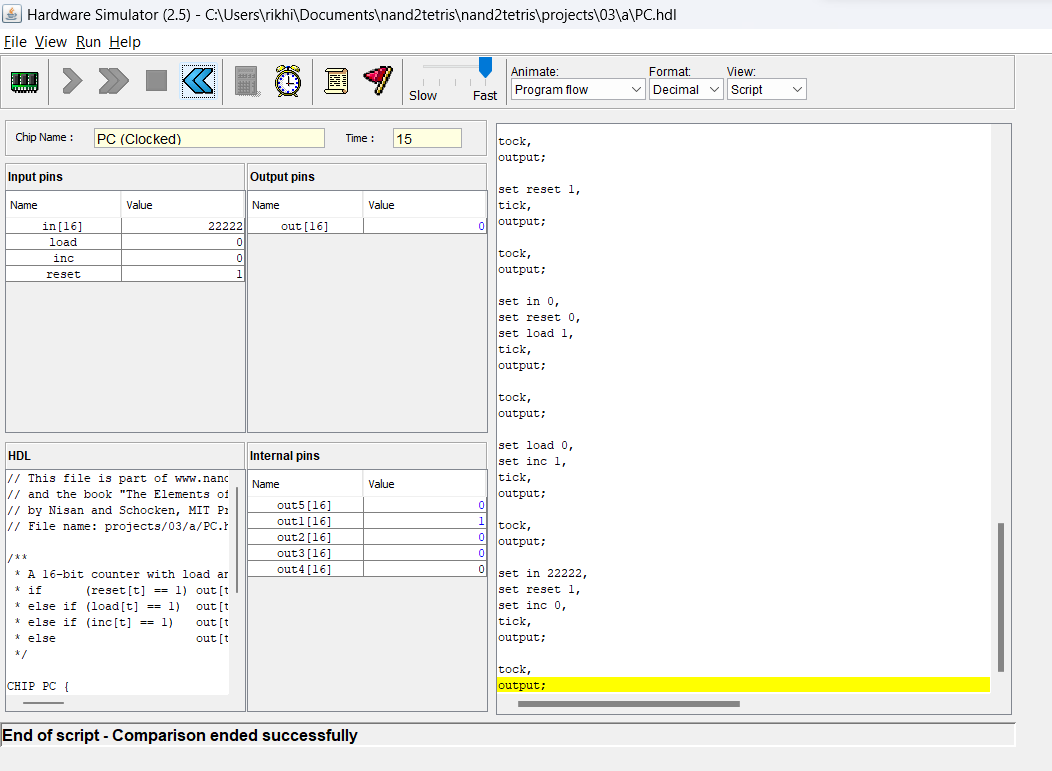 Hardware Simulator (2.5) - C:\Users\rikhi\Documents\nand2tetris\nand2tetris\projects\03\a\PC.hdl
File View Run Help
Slow Fast
Animate: Format: View:
Program flow Decimal Script
Chip Name : PC (Clocked) Time : 15
Input pins
Name Value
in[16] 22222
load 0
inc 0
reset 1
Output pins
Name Value
out[16] 0
HDL
// This file is part of www.nand
// and the book "The Elements of
// by Nisan and Schocken, MIT Pr
// File name: projects/03/a/PC.h
/**
* A 16-bit counter with load an
* if (reset[t] == 1) out[t
* else if (load[t] == 1) out[t
* else if (inc[t] == 1) out[t
* else out[t
*/
CHIP PC {
Internal pins
Name Value
out5[16] 0
out1[16] 1
out2[16] 0
out3[16] 0
out4[16] 0
tock,
output;
set reset 1,
tick,
output;
tock,
output;
set in 0,
set reset 0,
set load 1,
tick,
output;
tock,
output;
set load 0,
set inc 1,
tick,
output;
tock,
output;
set in 22222,
set reset 1,
set inc 0,
tick,
output;
tock,
output;
End of script - Comparison ended successfully